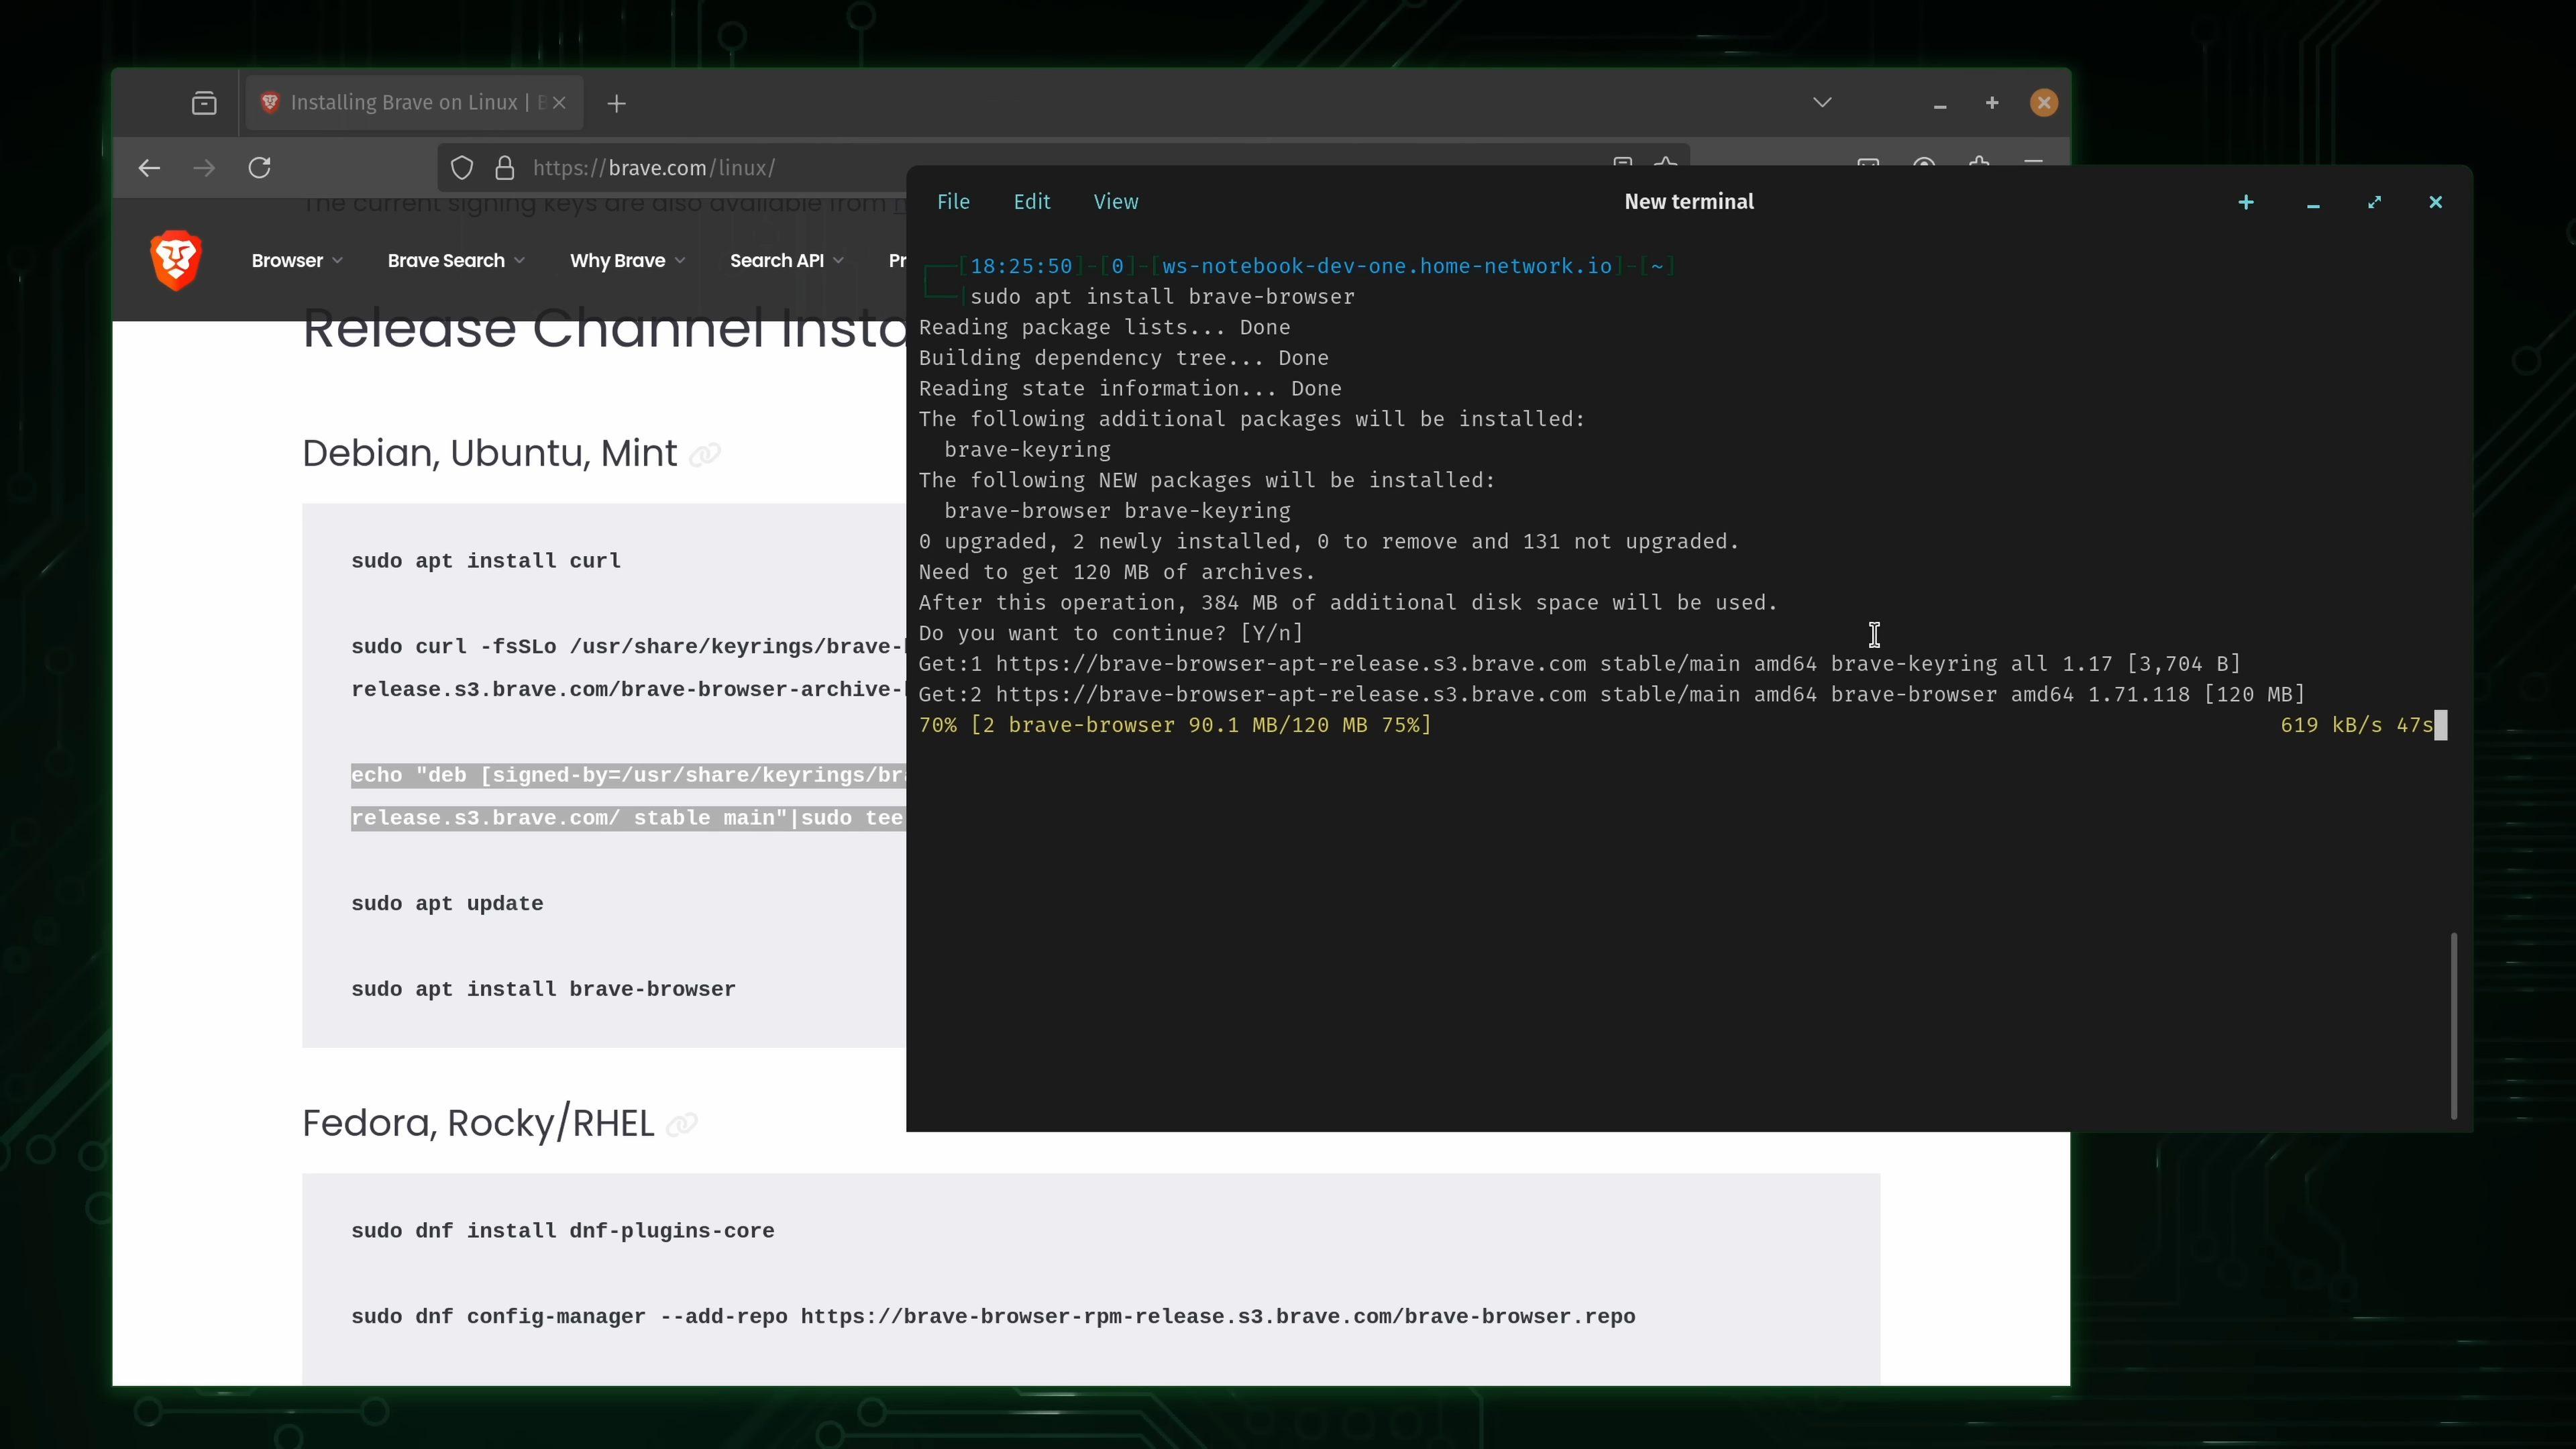 Installing Brave on Linux |
https://brave.com/linux/
The current signing keys are also available from
Browser
Brave Search
Why Brave
Search API
Release Channel
Debian, Ubuntu, Mint
sudo apt install curl
sudo curl -fsSLo /usr/share/keyrings/brave-
release.s3.brave.com/brave-browser-archive-
echo "deb [signed-by=/usr/share/keyrings/
release.s3.brave.com/ stable main"|sudo tee
sudo apt update
sudo apt install brave-browser
Fedora, Rocky/RHEL
sudo dnf install dnf-plugins-core
sudo dnf config-manager --add-repo https://brave-browser-rpm-release.s3.brave.com/brave-browser.repo
File Edit View
New terminal
[18:25:50]-[0]-[ws-notebook-dev-one.home-network.io]-[~]
sudo apt install brave-browser
Reading package lists... Done
Building dependency tree... Done
Reading state information... Done
The following additional packages will be installed:
brave-keyring
The following NEW packages will be installed:
brave-browser brave-keyring
0 upgraded, 2 newly installed, 0 to remove and 131 not upgraded.
Need to get 120 MB of archives.
After this operation, 384 MB of additional disk space will be used.
Do you want to continue? [Y/n]
Get:1 https://brave-browser-apt-release.s3.brave.com stable/main amd64 brave-keyring all 1.17 [3,704 B]
Get:2 https://brave-browser-apt-release.s3.brave.com stable/main amd64 brave-browser amd64 1.71.118 [120 MB]
70% [2 brave-browser 90.1 MB/120 MB 75%] 619 kB/s 47s